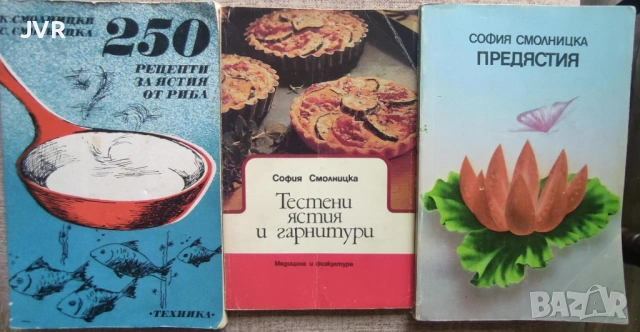 JVR
К. СМОЛНИЦКИ
250
РЕЦЕПТИ
ЗА ЯСТИЯ
ОТ РИБА
•ТЕХНИКА•
София Смолницка
Тестени
ястия
и гарнитури
Медицина и физкултура
СОФИЯ СМОЛНИЦКА
ПРЕДЯСТИЯ
BAZAR